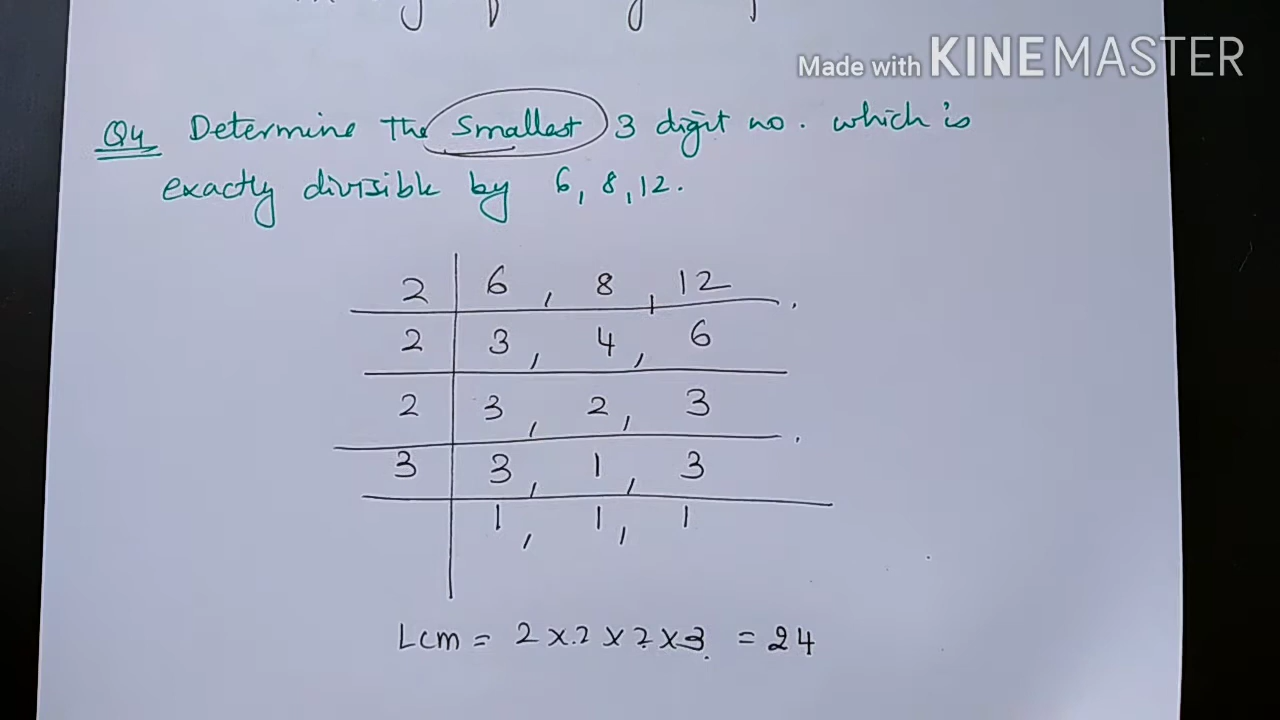 Made with KINEMASTER
Q4 Determine the smallest 3 digit no. which is
exactly divisible by 6, 8, 12.
2 | 6, 8, 12
2 | 3, 4, 6
2 | 3, 2, 3
3 | 3, 1, 3
1, 1, 1
Lcm = 2 x 2 x 2 x 3 = 24